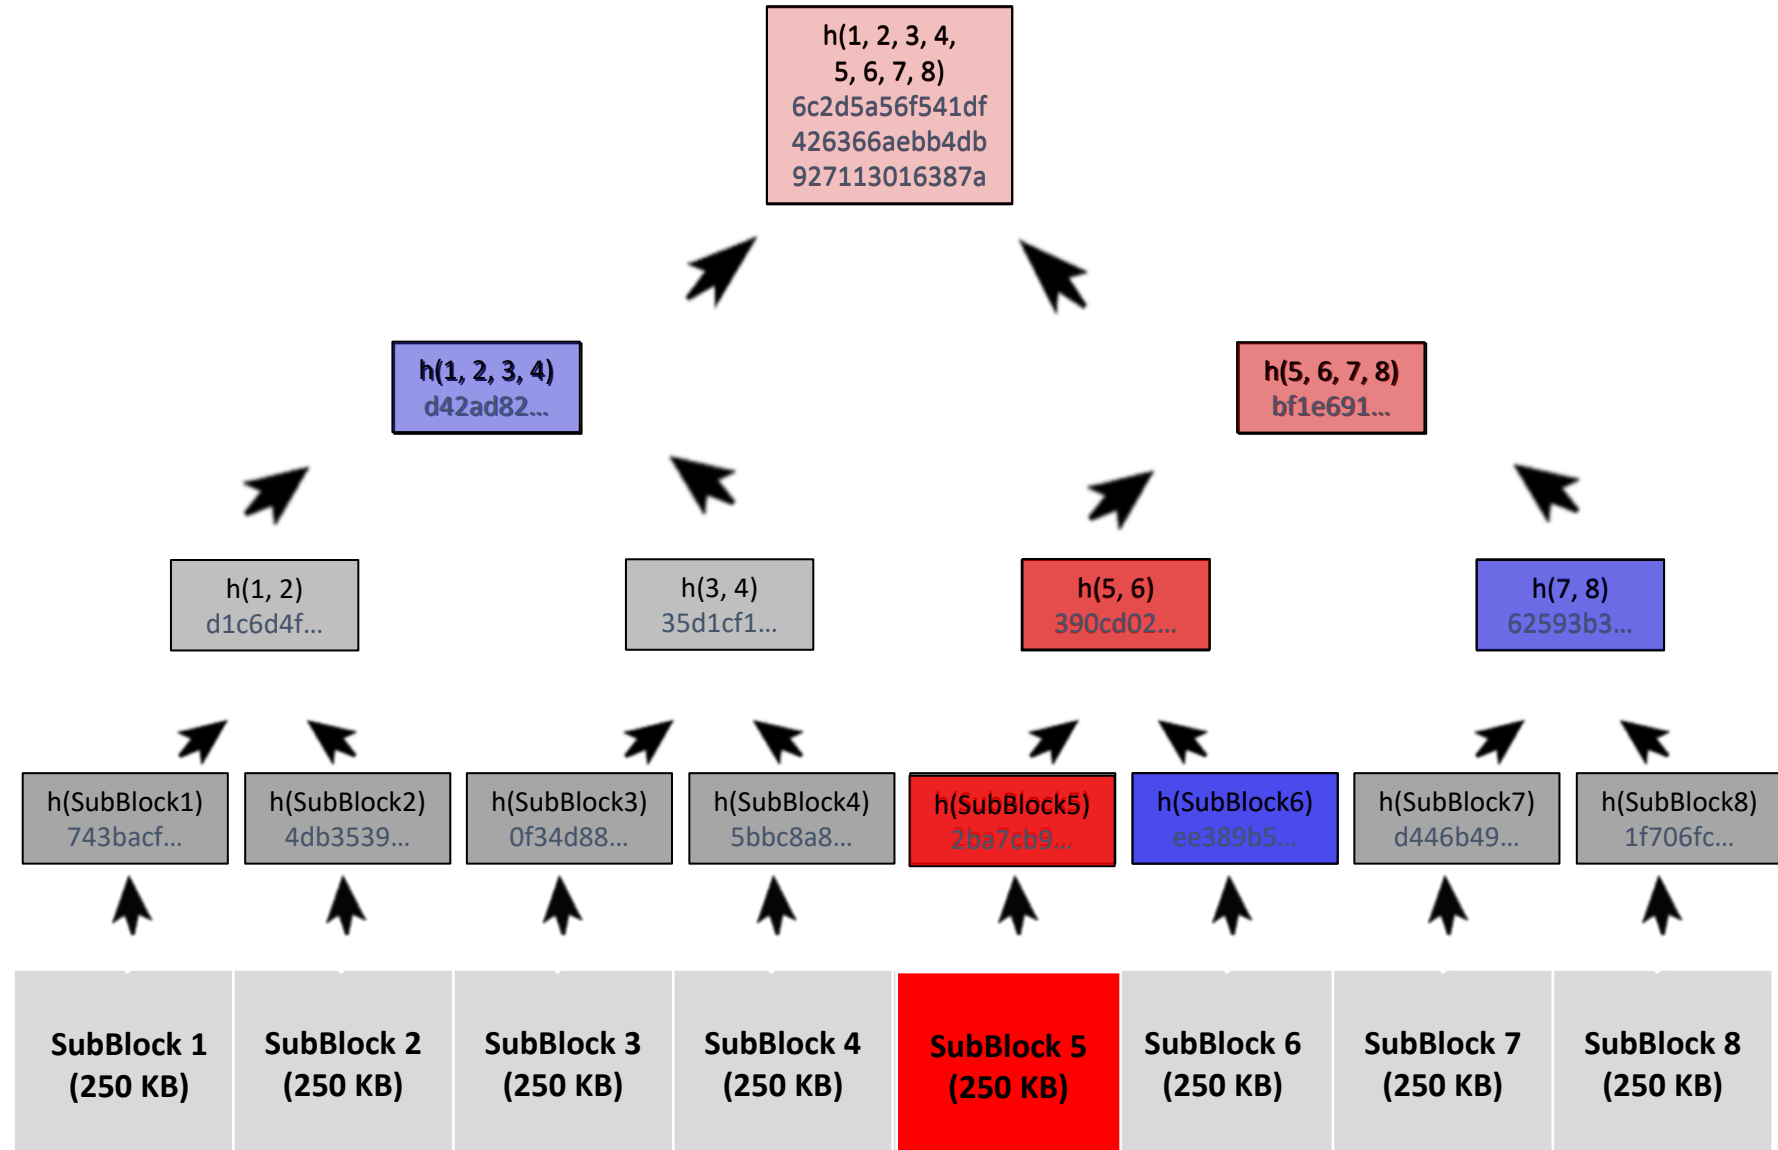 h(1, 2, 3, 4,
5, 6, 7, 8)
6c2d5a56f541df
426366aebb4db
927113016387a
h(1, 2, 3, 4)
d42ad82...
h(5, 6, 7, 8)
bf1e691...
h(1, 2)
d1c6d4f...
h(3, 4)
35d1cf1...
h(5, 6)
390cd02...
h(7, 8)
62593b3...
h(SubBlock1)
743bacf...
h(SubBlock2)
4db3539...
h(SubBlock3)
0f34d88...
h(SubBlock4)
5bbc8a8...
h(SubBlock5)
2ba7cb9...
h(SubBlock6)
ee389b5...
h(SubBlock7)
d446b49...
h(SubBlock8)
1f706fc...
SubBlock 1
(250 KB)
SubBlock 2
(250 KB)
SubBlock 3
(250 KB)
SubBlock 4
(250 KB)
SubBlock 5
(250 KB)
SubBlock 6
(250 KB)
SubBlock 7
(250 KB)
SubBlock 8
(250 KB)